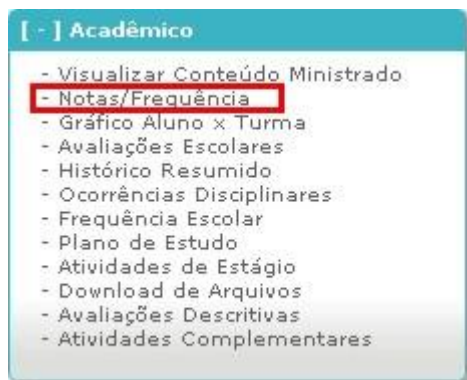 [ - ] Acadêmico
- Visualizar Conteúdo Ministrado
- Notas/Frequência
- Gráfico Aluno x Turma
- Avaliações Escolares
- Histórico Resumido
- Ocorrências Disciplinares
- Frequência Escolar
- Plano de Estudo
- Atividades de Estágio
- Download de Arquivos
- Avaliações Descritivas
- Atividades Complementares